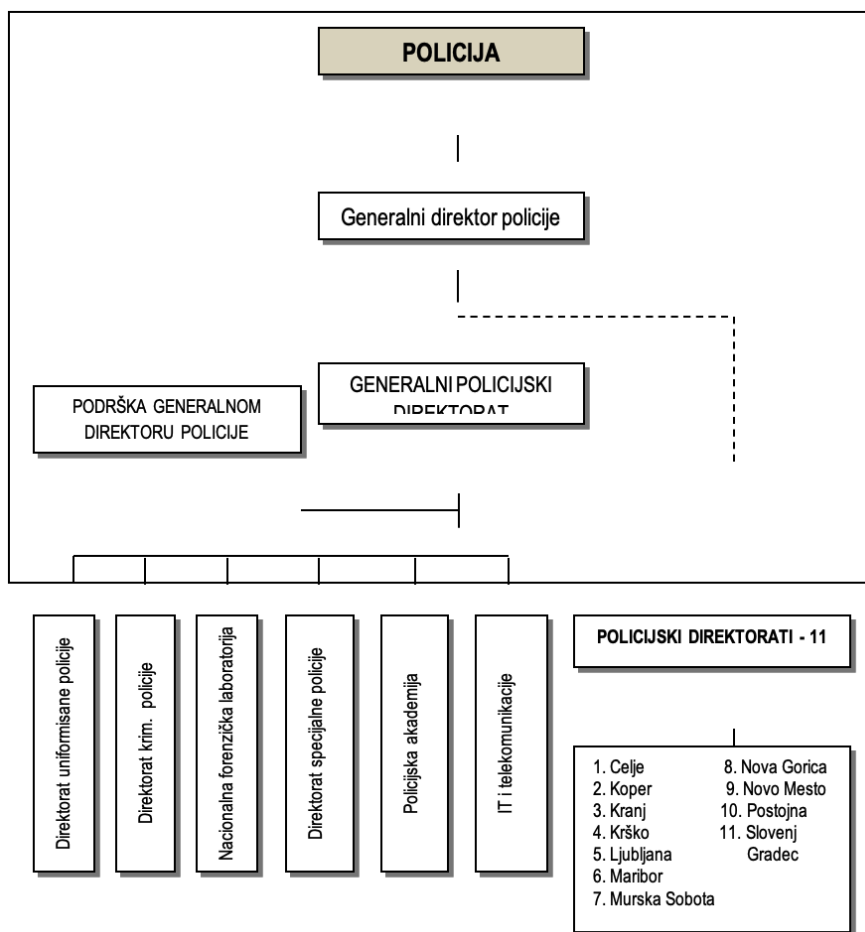 POLICIJA
Generalni direktor policije
GENERALNI POLICIJSKI
DIREKTORAT
PODRŠKA GENERALNOM
DIREKTORU POLICIJE
Direktorat uniformisane policije
Direktorat krim. policije
Nacionalna forenzička laboratorija
Direktorat specijalne policije
Policijska akademija
IT i telekomunikacije
POLICIJSKI DIREKTORATI - 11
1. Celje
2. Koper
3. Kranj
4. Krško
5. Ljubljana
6. Maribor
7. Murska Sobota
8. Nova Gorica
9. Novo Mesto
10. Postojna
11. Slovenj
Gradec